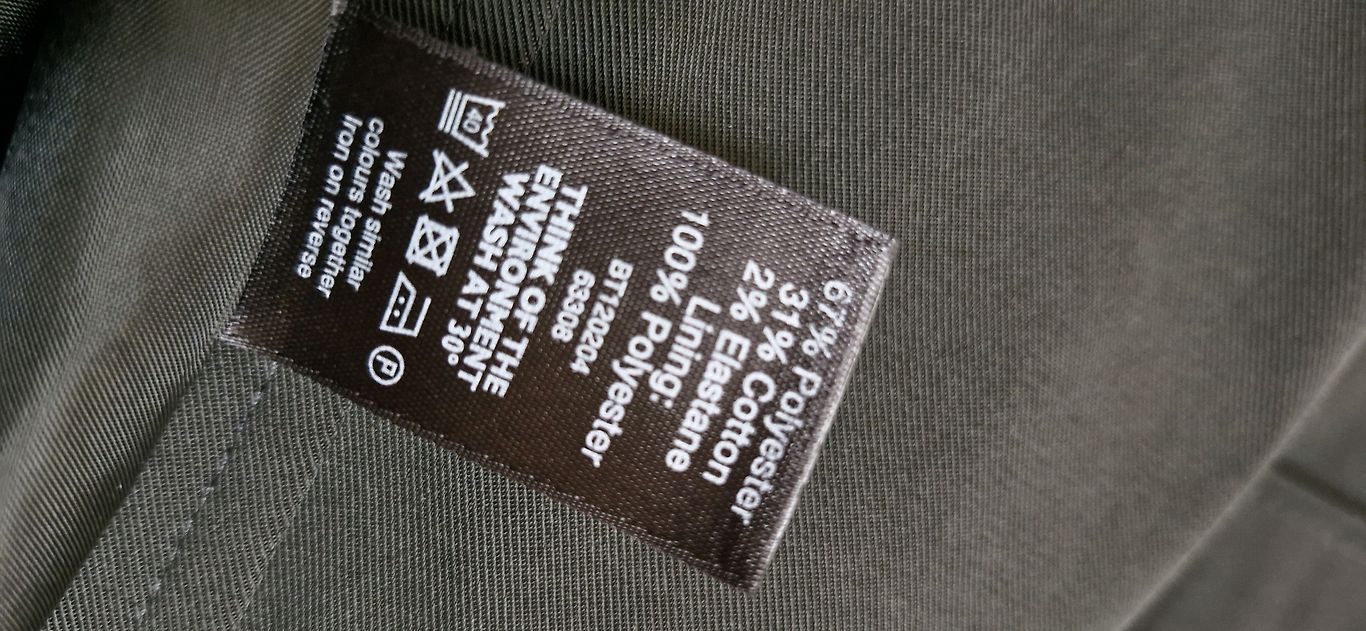 67% Polyester
31% Cotton
2% Elastane
Lining:
100% Polyester
BT120204
63308
THINK OF THE
ENVIRONMENT
WASH AT 30°
40
P
Wash similar
colours together
Iron on reverse